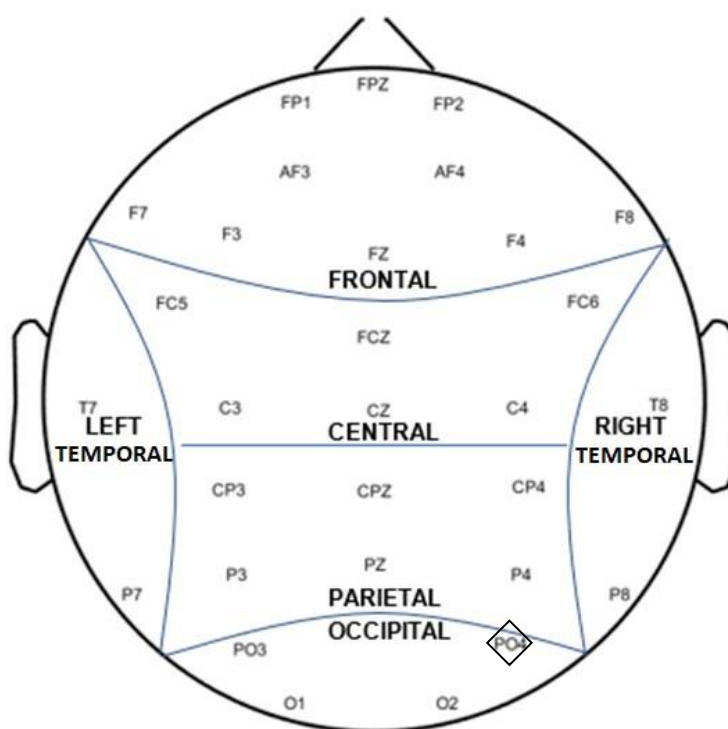 FPZ
FP1 FP2
AF3 AF4
F7 F8
F3 FZ F4
FRONTAL
FC5 FC6
FCZ
T7 C3 CZ C4 T8
LEFT CENTRAL RIGHT
TEMPORAL TEMPORAL
CP3 CPZ CP4
P7 P3 PZ P4 P8
PARIETAL
OCCIPITAL
PO3 PO4
O1 O2